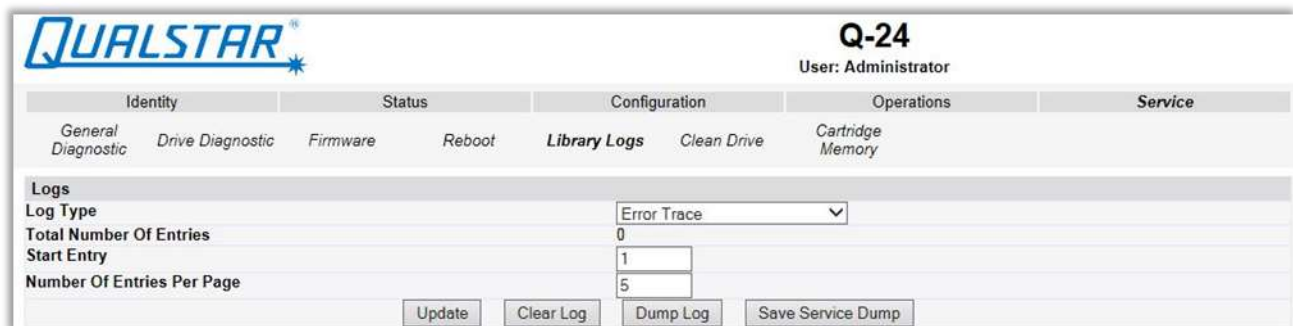 QUALSTAR®
Q-24
User: Administrator
Identity Status Configuration Operations Service
General Diagnostic Drive Diagnostic Firmware Reboot Library Logs Clean Drive Cartridge Memory
Logs
Log Type Error Trace
Total Number Of Entries 0
Start Entry 1
Number Of Entries Per Page 5
Update Clear Log Dump Log Save Service Dump